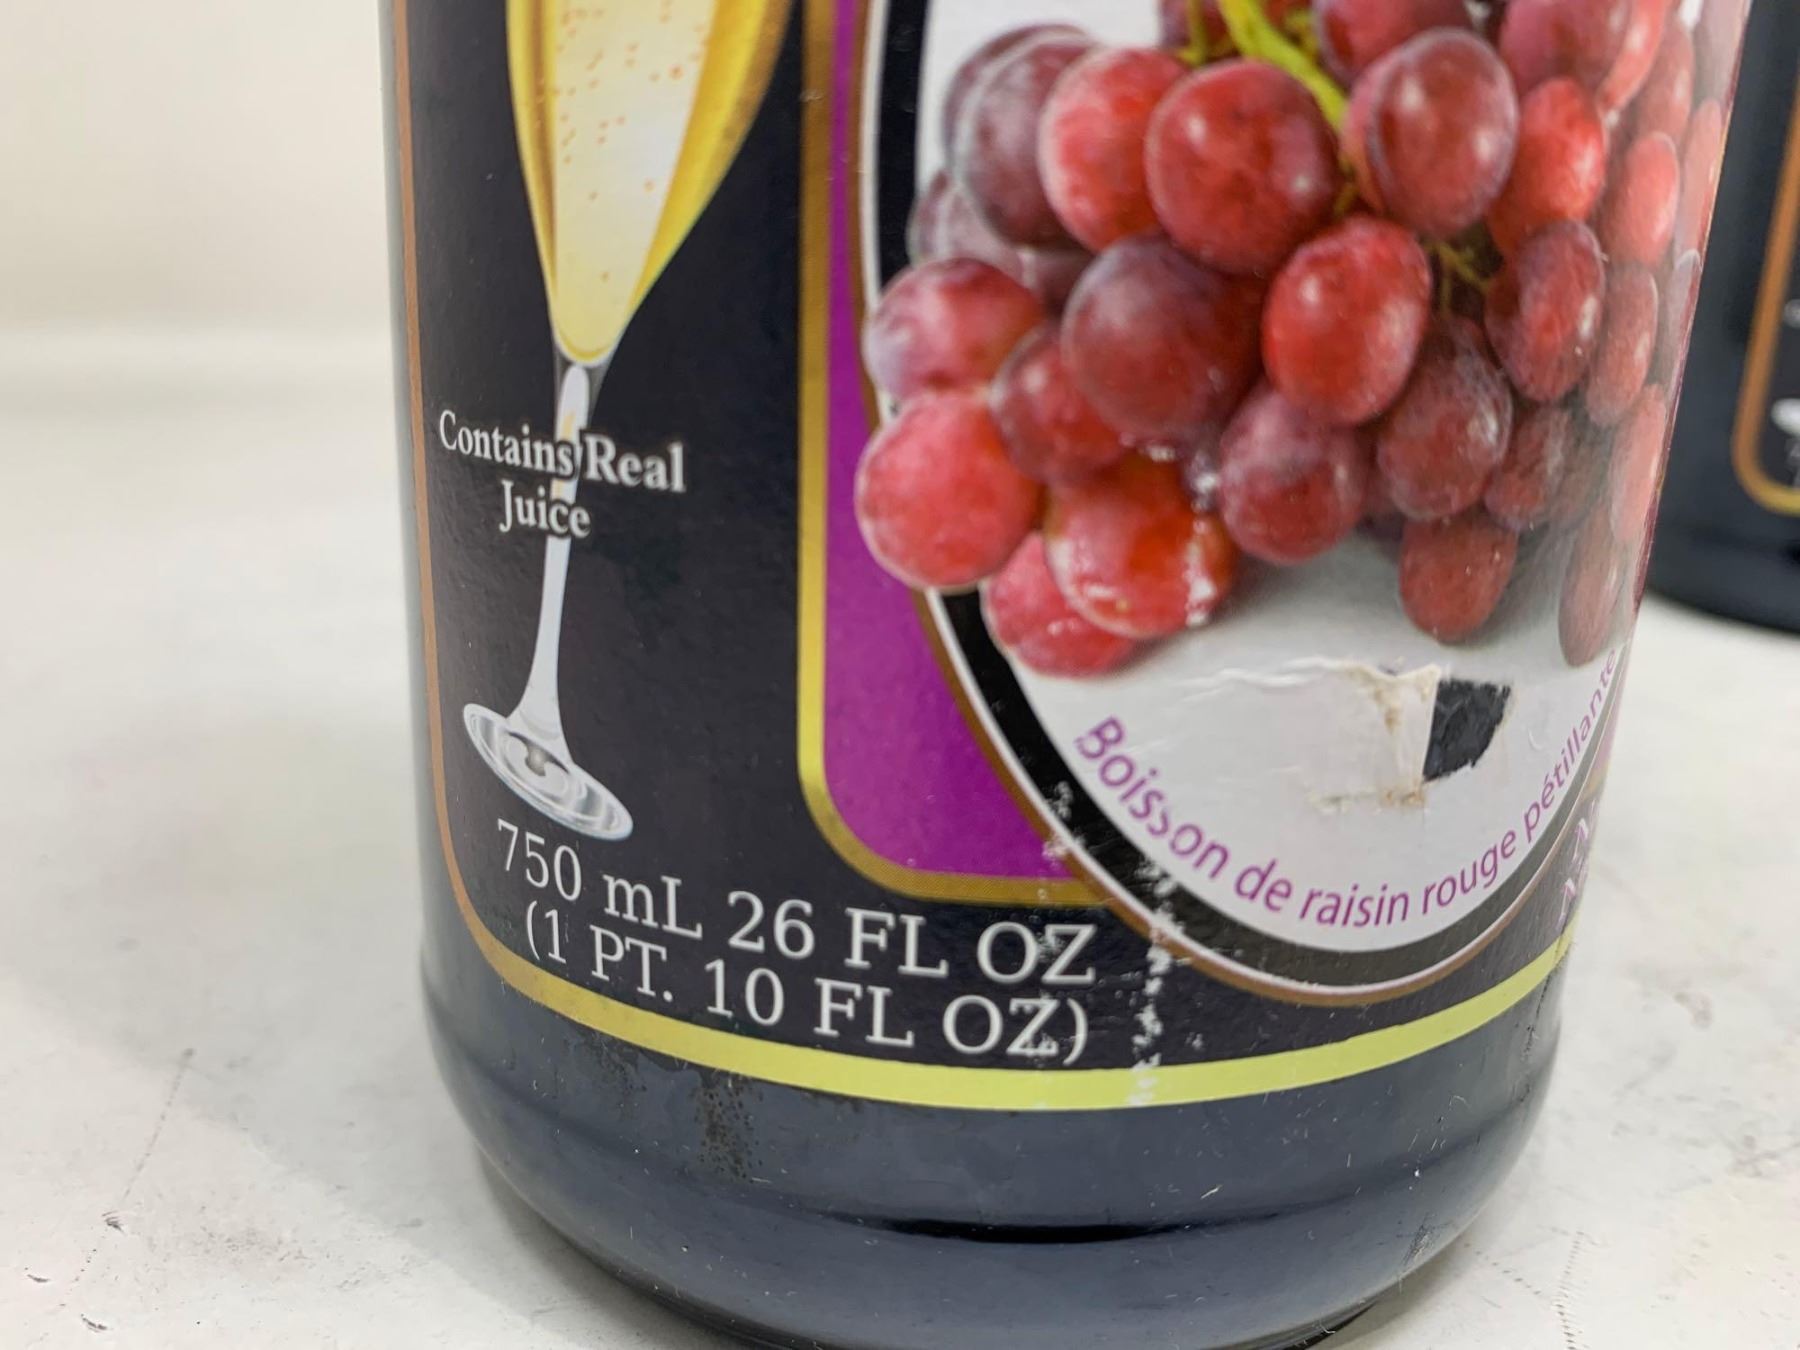 Contains Real
Juice
750 mL 26 FL OZ
(1 PT. 10 FL OZ)
Boisson de raisin rouge pétillante